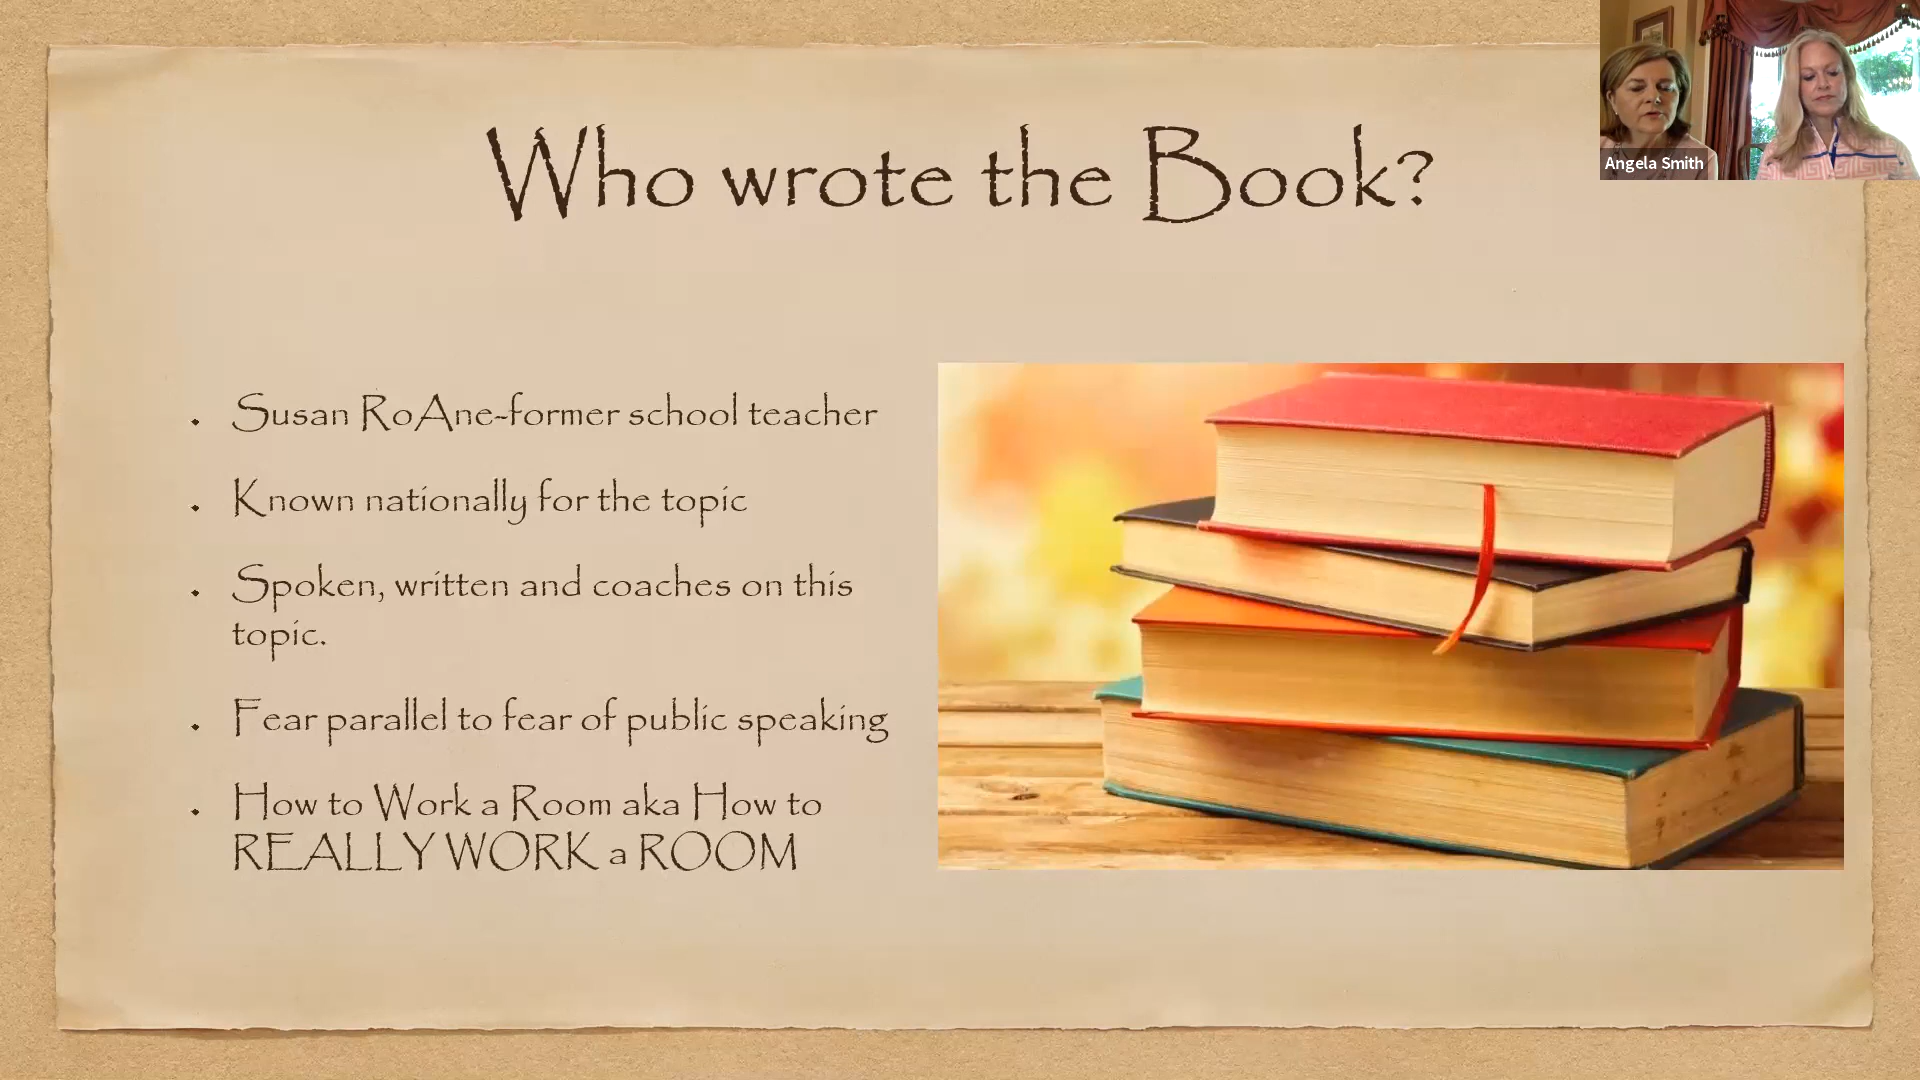 Who wrote the Book?
Angela Smith
• Susan RoAne-former school teacher
• Known nationally for the topic
• Spoken, written and coaches on this
topic.
• Fear parallel to fear of public speaking
• How to Work a Room aka How to
REALLY WORK a ROOM